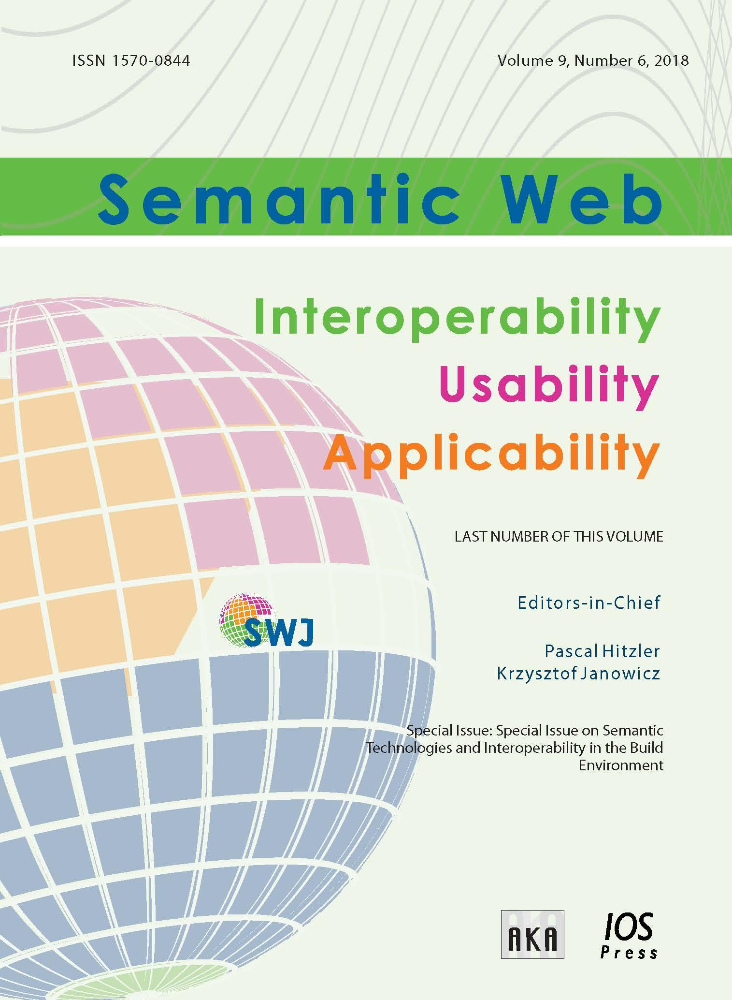 ISSN 1570-0844
Volume 9, Number 6, 2018
Semantic Web
Interoperability
Usability
Applicability
LAST NUMBER OF THIS VOLUME
Editors-in-Chief
SWJ
Pascal Hitzler
Krzysztof Janowicz
Special Issue: Special Issue on Semantic
Technologies and Interoperability in the Build
Environment
AKA
IOS
Press